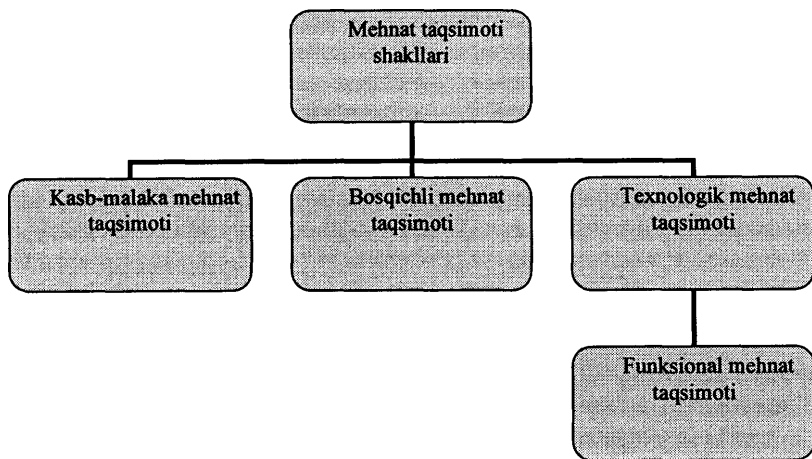 Mehnat taqsimoti
shakllari
Kasb-malaka mehnat
taqsimoti
Bosqichli mehnat
taqsimoti
Texnologik mehnat
taqsimoti
Funksional mehnat
taqsimoti